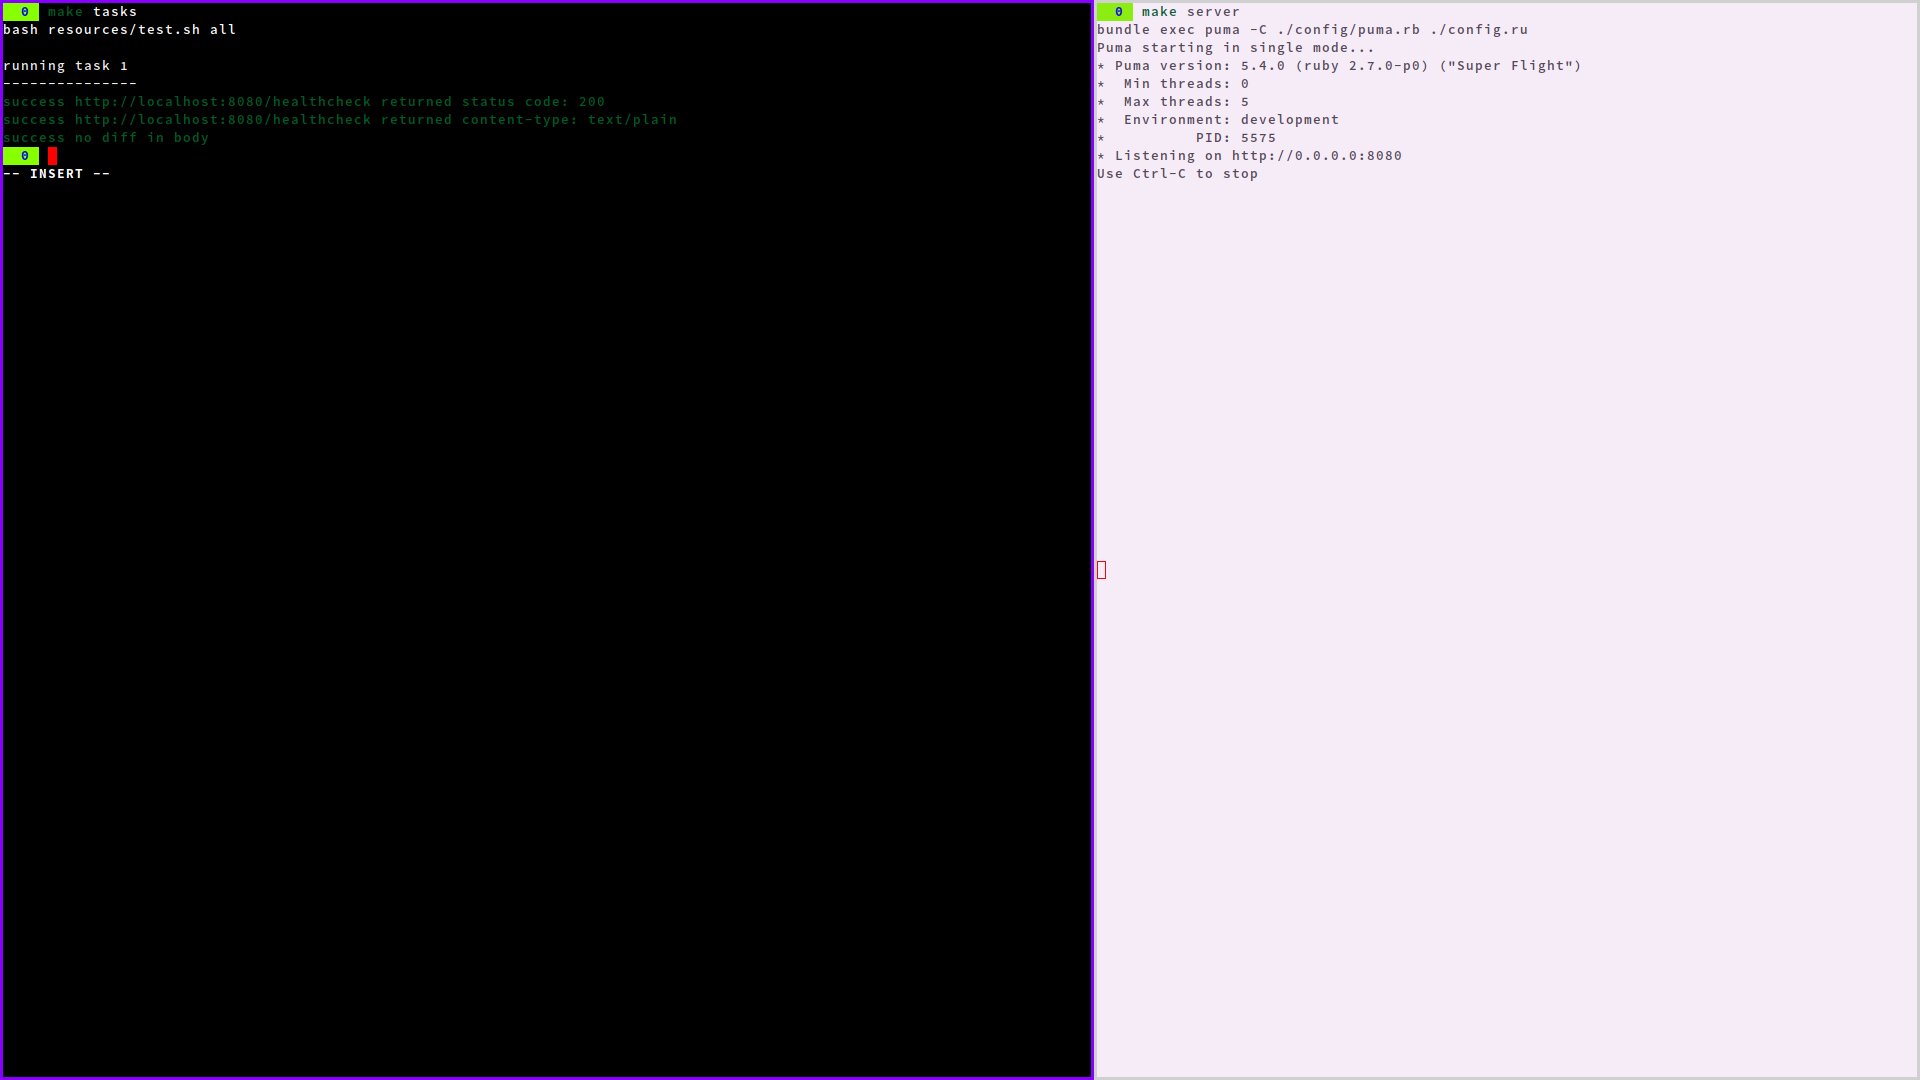 0 make tasks
bash resources/test.sh all
running task 1
---------------
success http://localhost:8080/healthcheck returned status code: 200
success http://localhost:8080/healthcheck returned content-type: text/plain
success no diff in body
0
-- INSERT --
0 make server
bundle exec puma -C ./config/puma.rb ./config.ru
Puma starting in single mode...
* Puma version: 5.4.0 (ruby 2.7.0-p0) ("Super Flight")
*  Min threads: 0
*  Max threads: 5
*  Environment: development
*          PID: 5575
* Listening on http://0.0.0.0:8080
Use Ctrl-C to stop